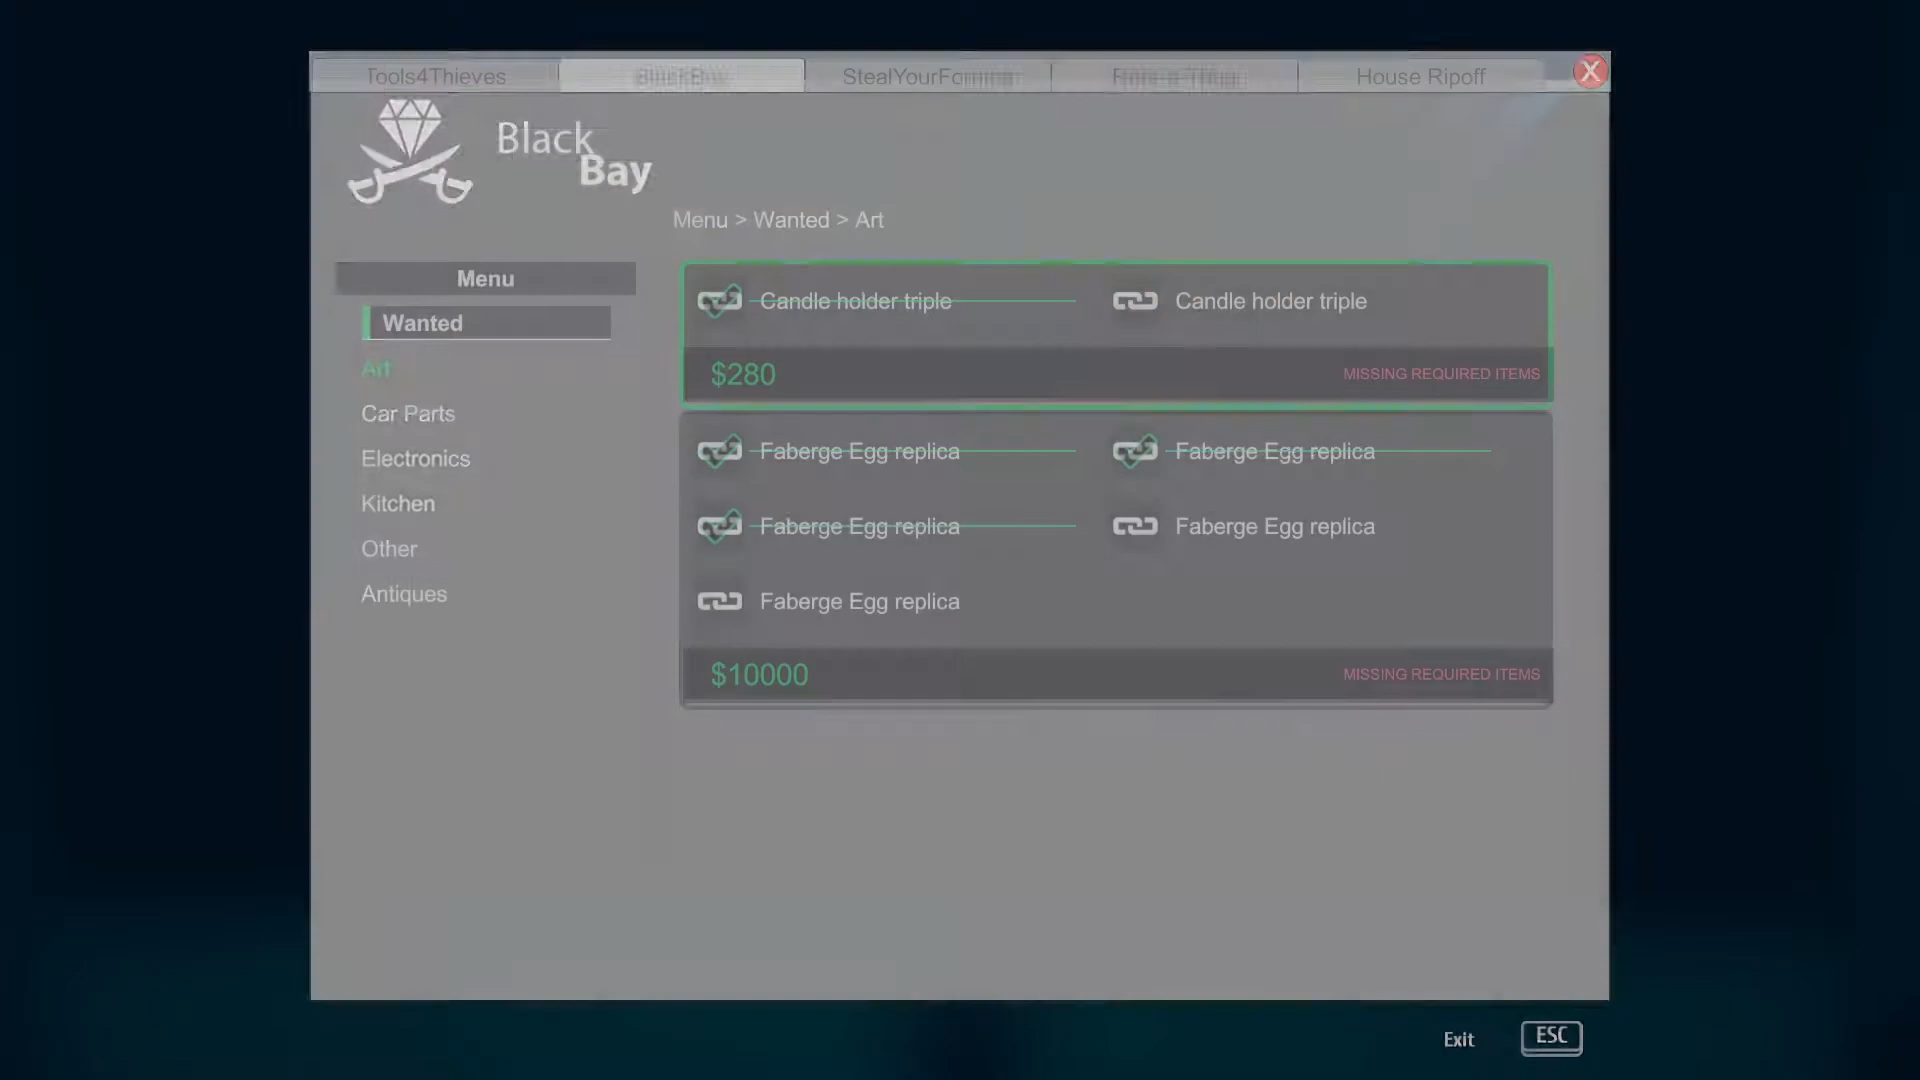 Tools4Thieves
House Ripoff
X
Black
Bay
Menu > Wanted > Art
Menu
Wanted
Art
Car Parts
Electronics
Kitchen
Other
Antiques
Candle holder triple Candle holder triple
$280 MISSING REQUIRED ITEMS
Faberge Egg replica Faberge Egg replica
Faberge Egg replica Faberge Egg replica
Faberge Egg replica
$10000 MISSING REQUIRED ITEMS
Exit ESC